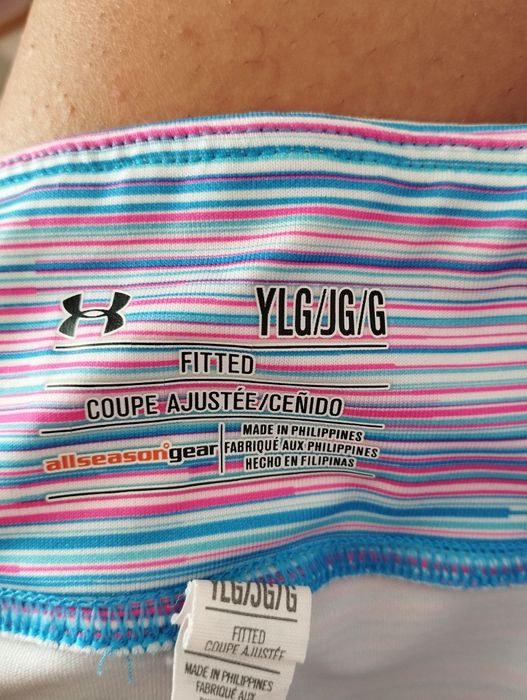 YLG/JG/G
FITTED
COUPE AJUSTÉE/CEÑIDO
allseasongear
MADE IN PHILIPPINES
FABRIQUÉ AUX PHILIPPINES
HECHO EN FILIPINAS
YLG/JG/G
FITTED
COUPE AJUSTÉE
MADE IN PHILIPPINES
FABRIQUÉ AUX